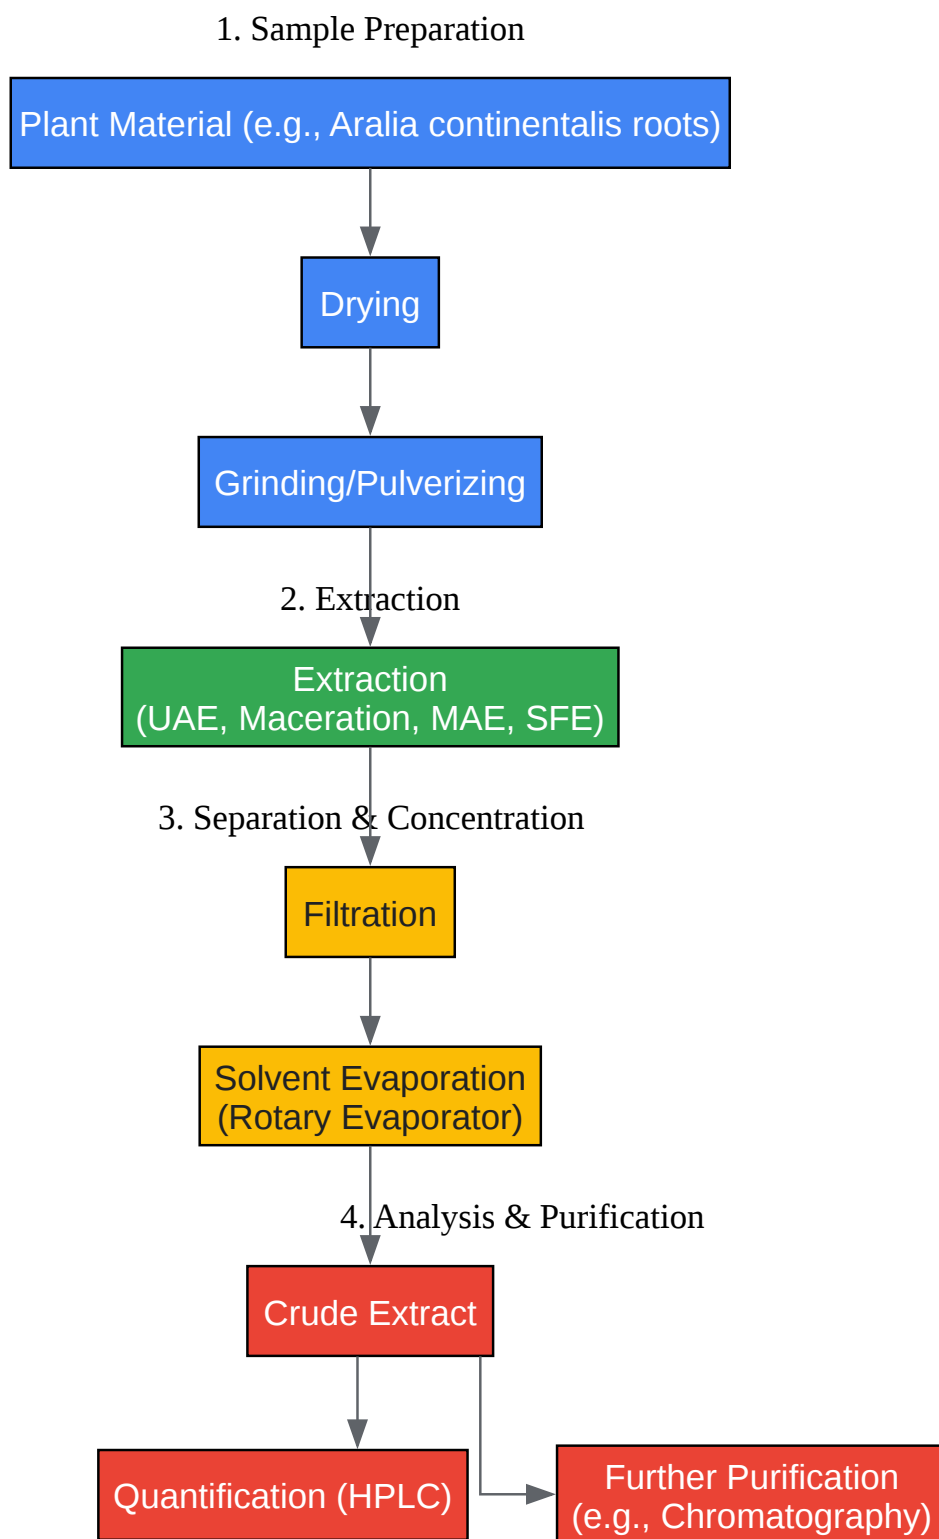 1. Sample Preparation
Plant Material (e.g., Aralia continentalis roots)
Drying
Grinding/Pulverizing
2. Extraction
Extraction
(UAE, Maceration, MAE, SFE)
3. Separation & Concentration
Filtration
Solvent Evaporation
(Rotary Evaporator)
4. Analysis & Purification
Crude Extract
Quantification (HPLC)
Further Purification
(e.g., Chromatography)